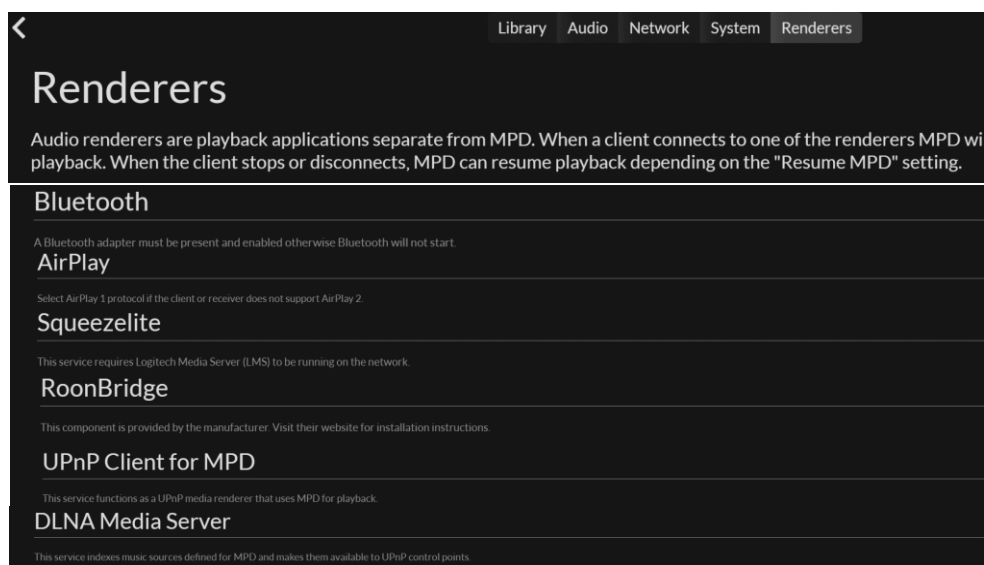 Library Audio Network System Renderers
Renderers
Audio renderers are playback applications separate from MPD. When a client connects to one of the renderers MPD wi
playback. When the client stops or disconnects, MPD can resume playback depending on the "Resume MPD" setting.
Bluetooth
A Bluetooth adapter must be present and enabled otherwise Bluetooth will not start.
AirPlay
Select AirPlay 1 protocol if the client or receiver does not support AirPlay 2.
Squeezelite
This service requires Logitech Media Server (LMS) to be running on the network.
RoonBridge
This component is provided by the manufacturer. Visit their website for installation instructions.
UPnP Client for MPD
This service functions as a UPnP media renderer that uses MPD for playback.
DLNA Media Server
This service indexes music sources defined for MPD and makes them available to UPnP control points.